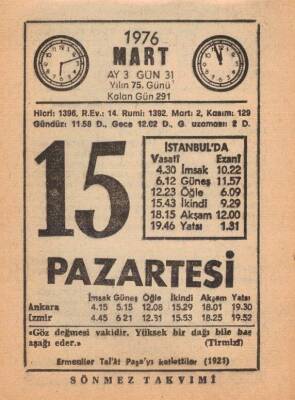 1976
MART
AY 3 GÜN 31
Yılın 75. Günü
Kalan Gün 291
Hicri: 1396, R.Ev.: 14. Rumi: 1392, Mart: 2, Kasım: 129
Gündüz: 11.58 D., Gece 12.02 D., G. uzaması 2 D.
15
İSTANBUL'DA
Vasatî Ezanî
4.30 İmsak 10.22
6.12 Güneş 11.57
12.23 Öğle 6.09
15.43 İkindi 9.29
18.15 Akşam 12.00
19.46 Yatsı 1.31
PAZARTESİ
İmsak Güneş Öğle İkindi Akşam Yatsı
Ankara 4.15 5.15 12.08 15.29 18.01 19.30
İzmir 4.45 6.21 12.31 15.53 18.25 19.52
«Göz değmesi vakidir. Yüksek bir dağı bile baş
aşağı eder.» (Tirmizî)
Ermeniler Tal'ât Paşa'yı katlettiler (1921)
SÖNMEZ TAKVİMİ